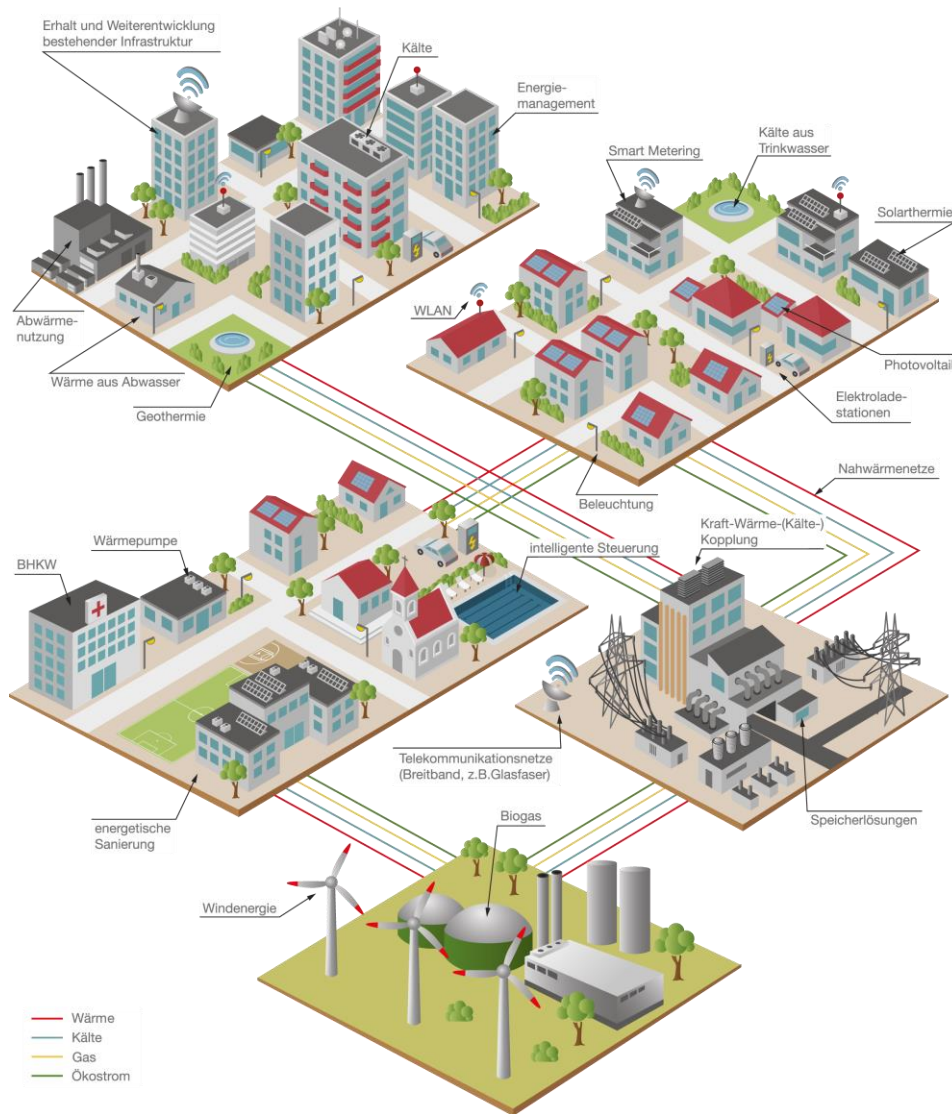 Erhalt und Weiterentwicklung
bestehender Infrastruktur
Kälte
Energie-
management
Smart Metering
Kälte aus
Trinkwasser
Solarthermie
WLAN
Abwärme-
nutzung
Wärme aus Abwasser
Geothermie
Photovoltaik
Elektrolade-
stationen
Beleuchtung
Nahwärmenetze
Kraft-Wärme-(Kälte-)
Kopplung
Wärmepumpe
BHKW
intelligente Steuerung
Telekommunikationsnetze
(Breitband, z.B.Glasfaser)
Speicherlösungen
energetische
Sanierung
Biogas
Windenergie
Wärme
Kälte
Gas
Ökostrom